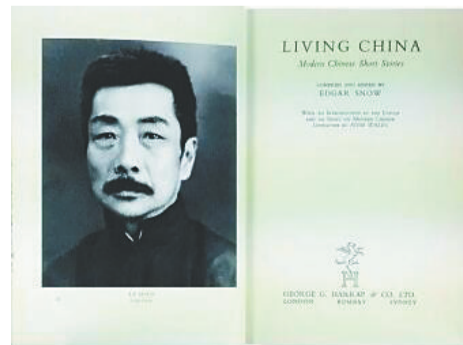 LIVING CHINA
Modern Chinese Short Stories
COMPILED AND EDITED BY
EDGAR SNOW
WITH AN INTRODUCTION BY THE EDITOR
AND AN ESSAY ON MODERN CHINESE
LITERATURE BY NYM WALES
GEORGE G. HARRAP & CO. LTD.
LONDON BOMBAY SYDNEY